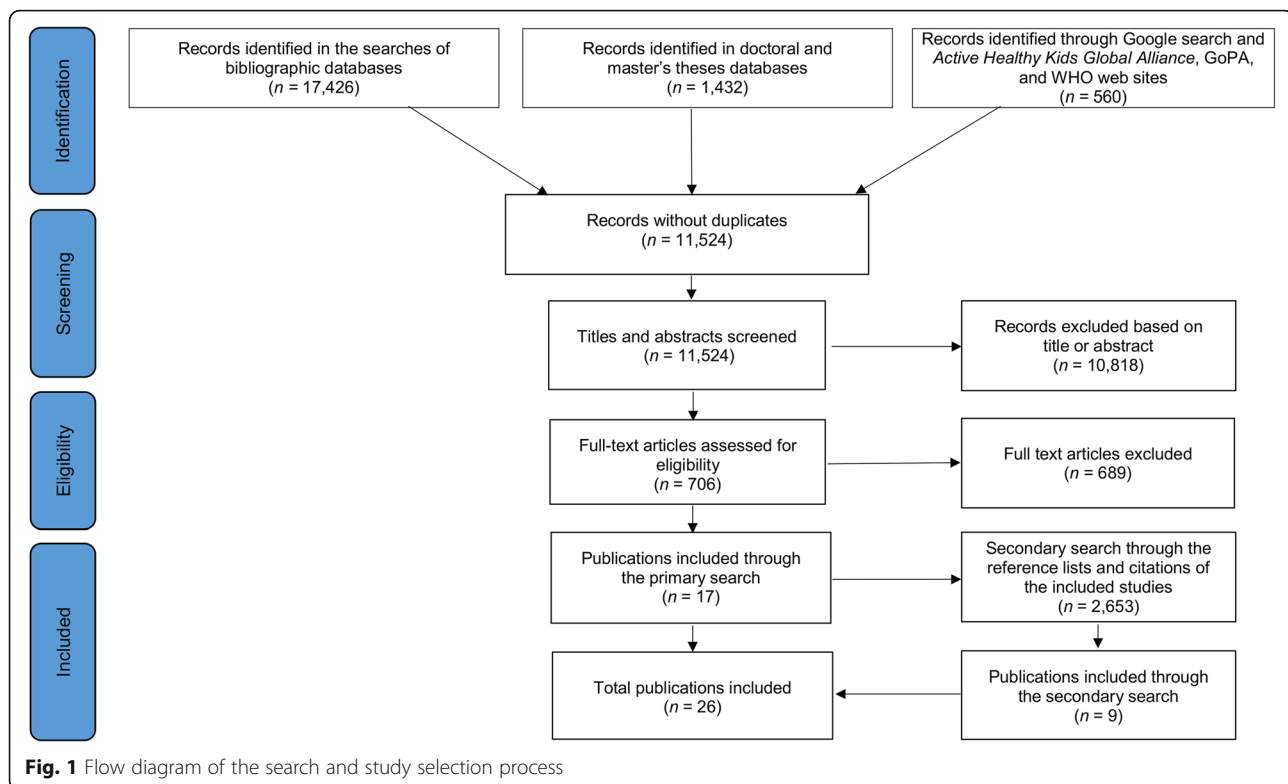 Identification
Records identified in the searches of
bibliographic databases
(n = 17,426)
Records identified in doctoral and
master's theses databases
(n = 1,432)
Records identified through Google search and
Active Healthy Kids Global Alliance, GoPA,
and WHO web sites
(n = 560)
Screening
Records without duplicates
(n = 11,524)
Titles and abstracts screened
(n = 11,524)
Records excluded based on
title or abstract
(n = 10,818)
Eligibility
Full-text articles assessed for
eligibility
(n = 706)
Full text articles excluded
(n = 689)
Included
Publications included through
the primary search
(n = 17)
Secondary search through the
reference lists and citations of
the included studies
(n = 2,653)
Total publications included
(n = 26)
Publications included through
the secondary search
(n = 9)
Fig. 1 Flow diagram of the search and study selection process